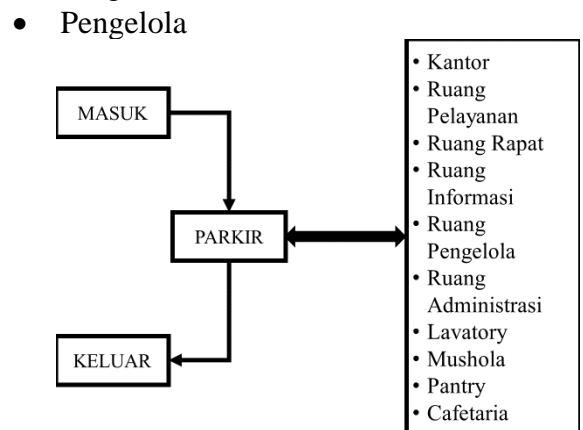 • Pengelola
MASUK
PARKIR
KELUAR
• Kantor
• Ruang
Pelayanan
• Ruang Rapat
• Ruang
Informasi
• Ruang
Pengelola
• Ruang
Administrasi
• Lavatory
• Mushola
• Pantry
• Cafetaria